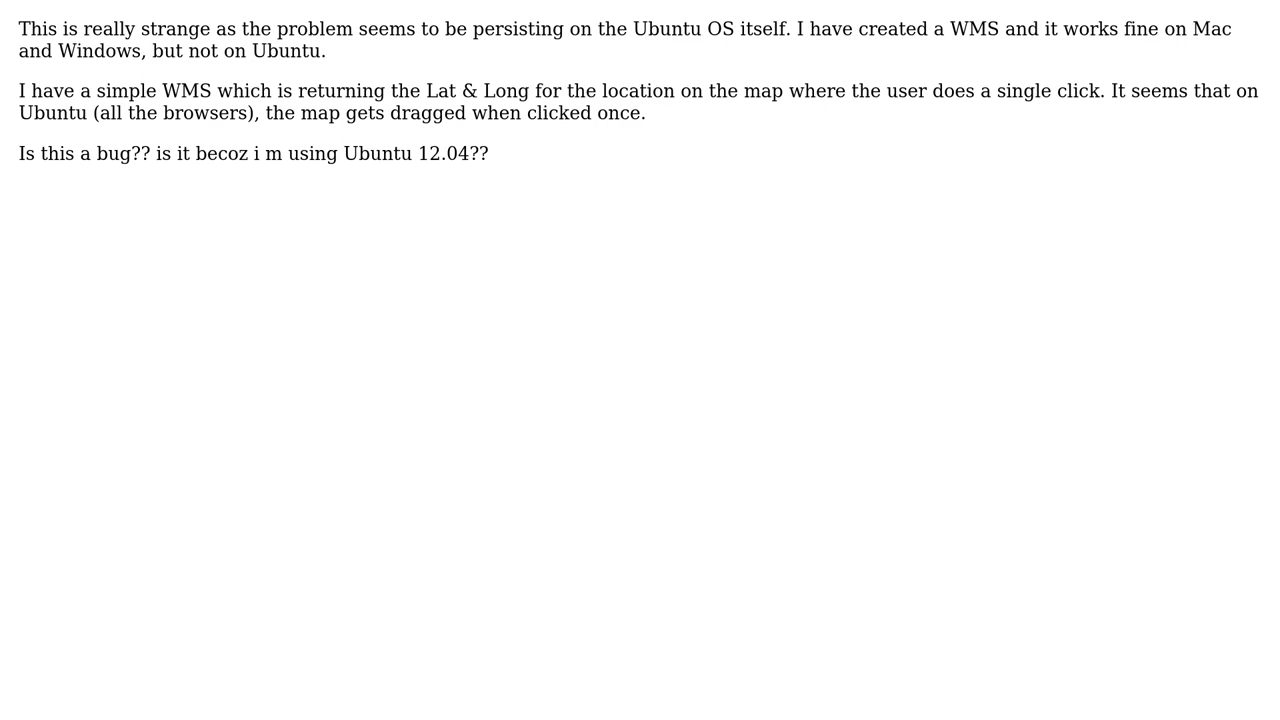 This is really strange as the problem seems to be persisting on the Ubuntu OS itself. I have created a WMS and it works fine on Mac
and Windows, but not on Ubuntu.
I have a simple WMS which is returning the Lat & Long for the location on the map where the user does a single click. It seems that on
Ubuntu (all the browsers), the map gets dragged when clicked once.
Is this a bug?? is it becoz i m using Ubuntu 12.04??